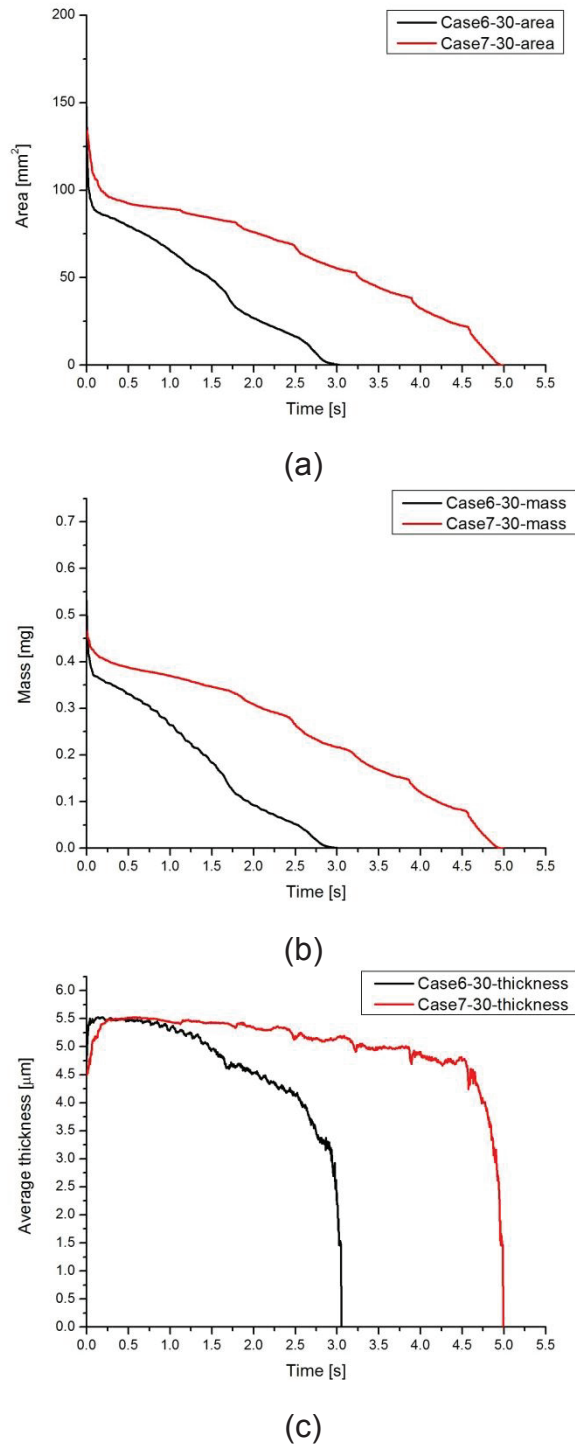 Case6-30-area
Case7-30-area
200
150
100
50
0
Area [mm²]
0.0 0.5 1.0 1.5 2.0 2.5 3.0 3.5 4.0 4.5 5.0 5.5
Time [s]
(a)
Case6-30-mass
Case7-30-mass
0.7
0.6
0.5
0.4
0.3
0.2
0.1
0.0
Mass [mg]
0.0 0.5 1.0 1.5 2.0 2.5 3.0 3.5 4.0 4.5 5.0 5.5
Time [s]
(b)
Case6-30-thickness
Case7-30-thickness
6.0
5.5
5.0
4.5
4.0
3.5
3.0
2.5
2.0
1.5
1.0
0.5
0.0
Average thickness [μm]
0.0 0.5 1.0 1.5 2.0 2.5 3.0 3.5 4.0 4.5 5.0 5.5
Time [s]
(c)